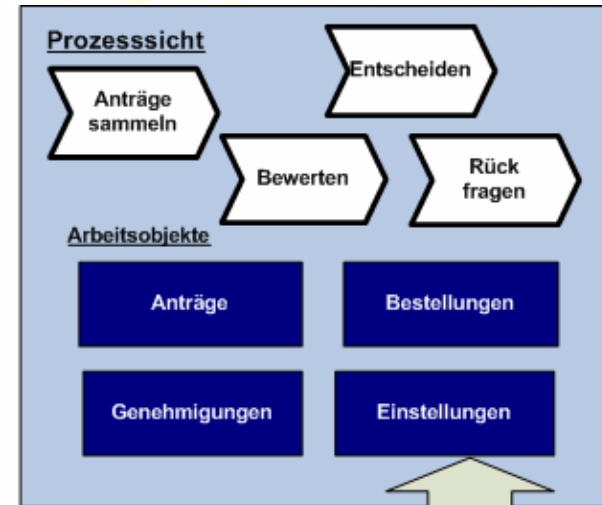 Prozesssicht
Entscheiden
Anträge
sammeln
Bewerten
Rück
fragen
Arbeitsobjekte
Anträge
Bestellungen
Genehmigungen
Einstellungen